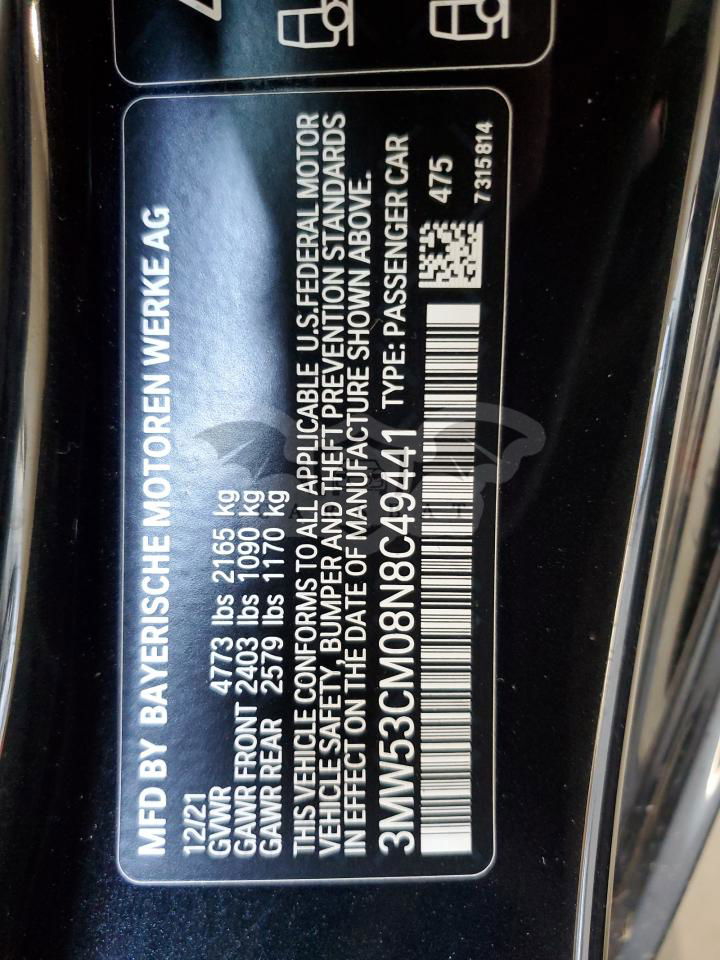 MFD BY BAYERISCHE MOTOREN WERKE AG
12/21
GVWR 4773 lbs 2165 kg
GAWR FRONT 2403 lbs 1090 kg
GAWR REAR 2579 lbs 1170 kg
THIS VEHICLE CONFORMS TO ALL APPLICABLE U.S.FEDERAL MOTOR
VEHICLE SAFETY, BUMPER AND THEFT PREVENTION STANDARDS
IN EFFECT ON THE DATE OF MANUFACTURE SHOWN ABOVE.
3MW53CM08N8C49441 TYPE: PASSENGER CAR
475
7315814